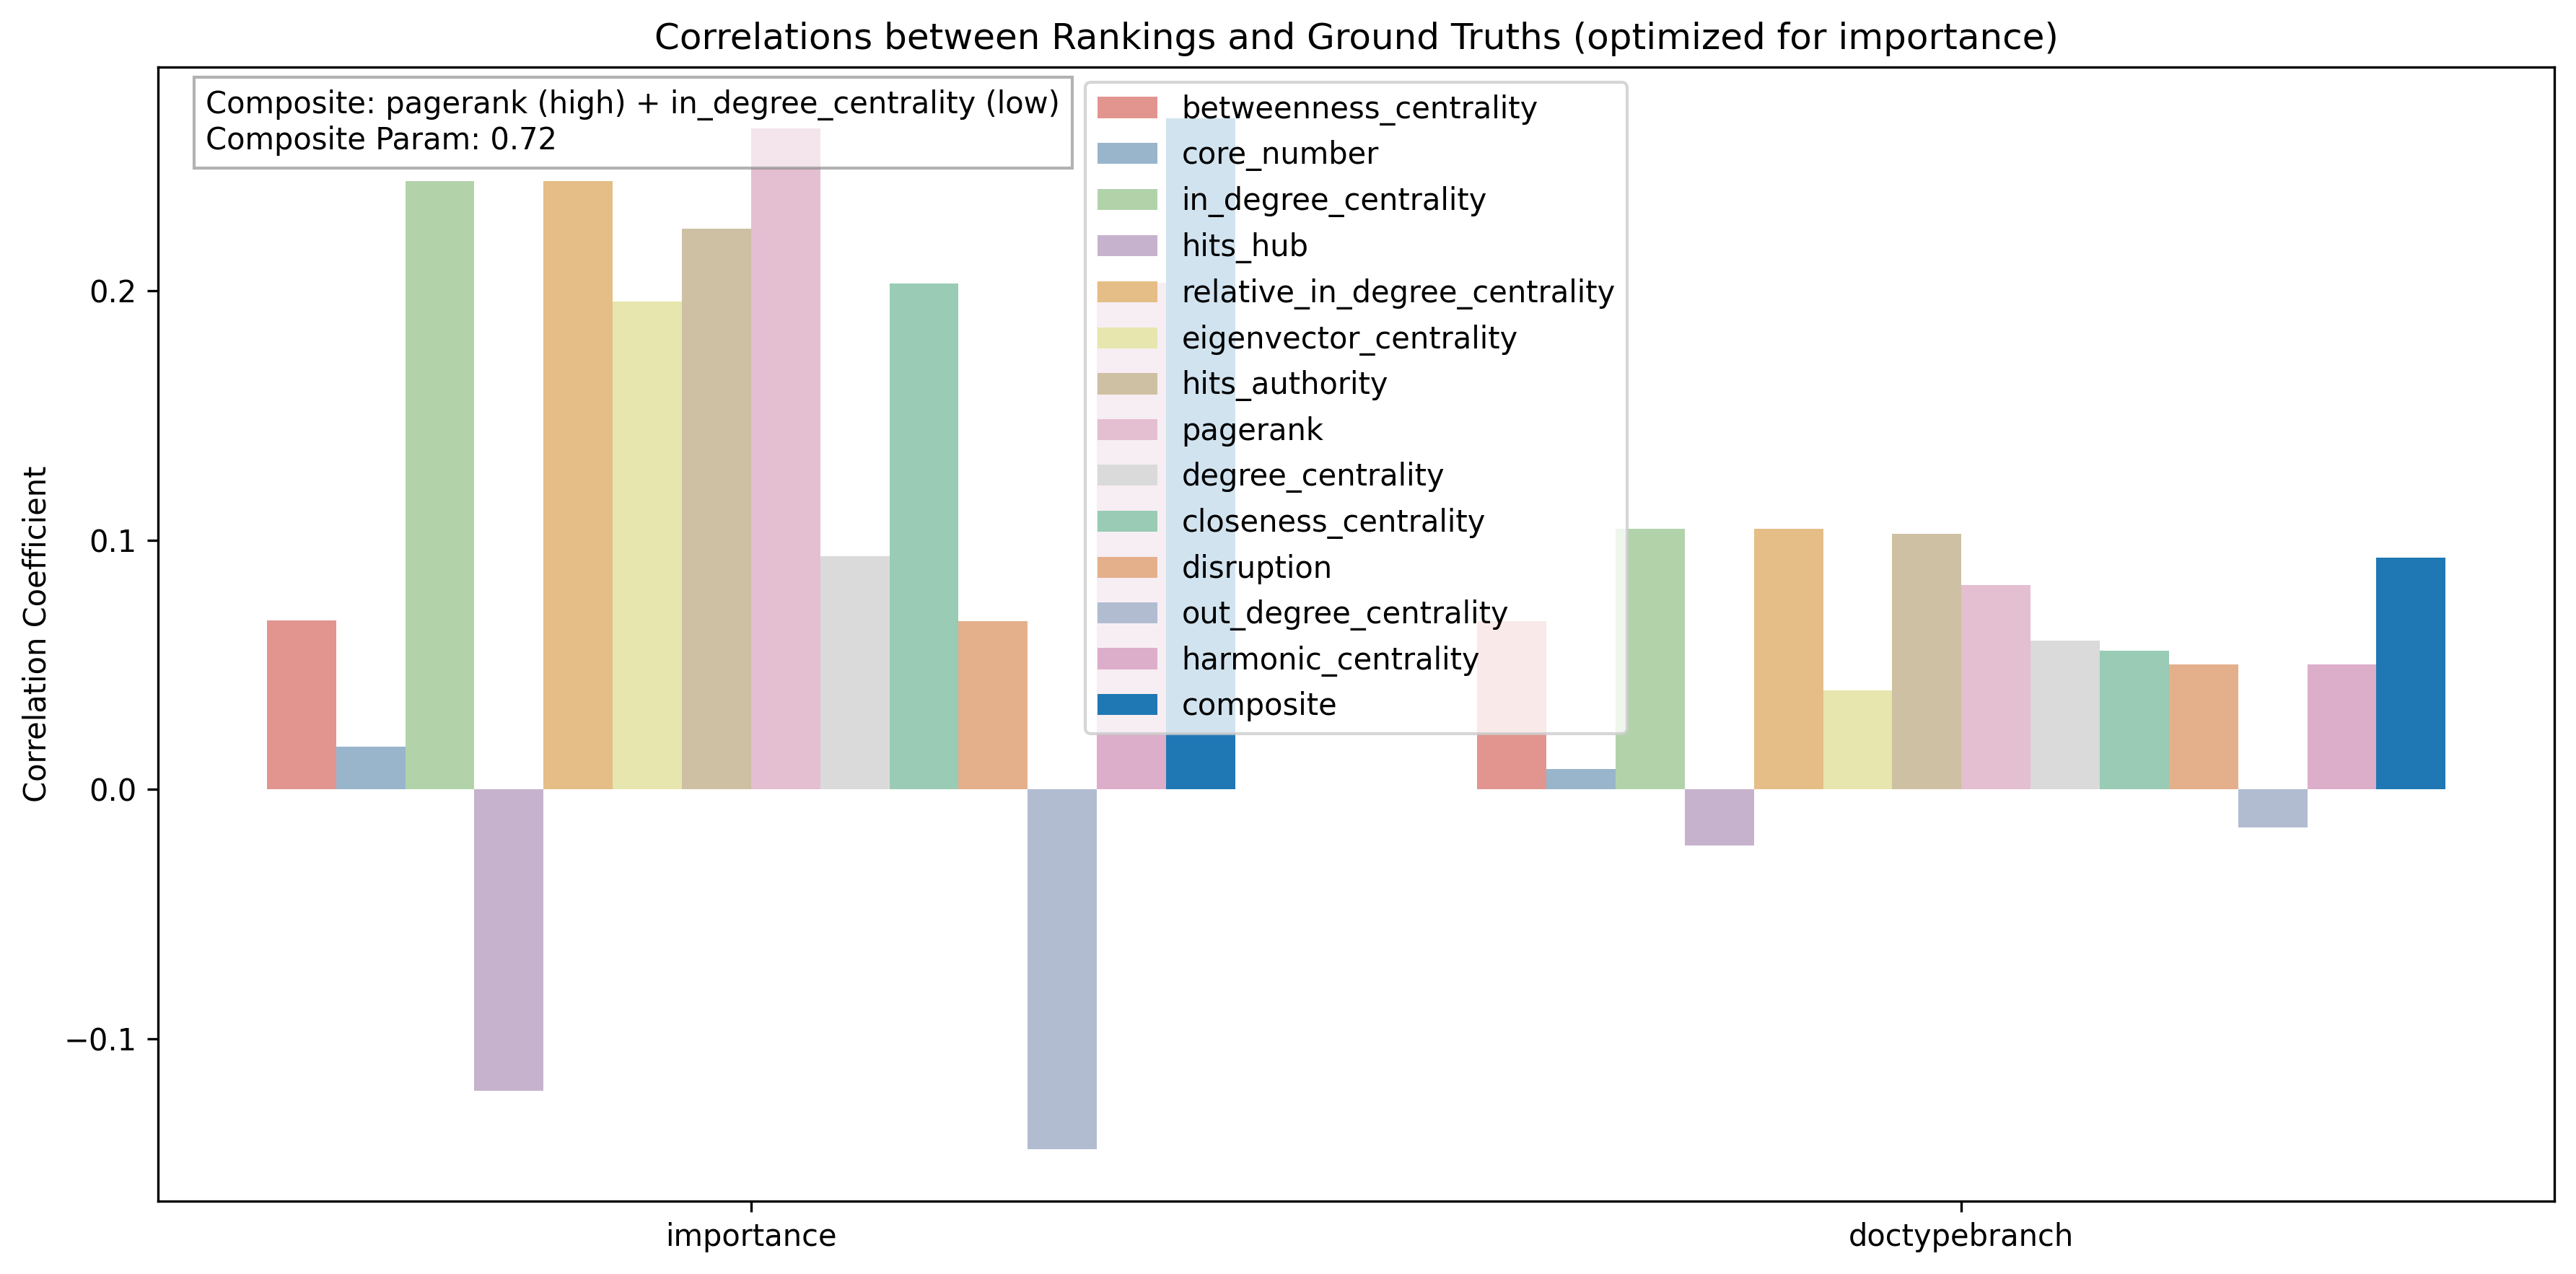 Correlations between Rankings and Ground Truths (optimized for importance)
Composite: pagerank (high) + in_degree_centrality (low)
Composite Param: 0.72
betweenness_centrality
core_number
in_degree_centrality
hits_hub
relative_in_degree_centrality
eigenvector_centrality
hits_authority
pagerank
degree_centrality
closeness_centrality
disruption
out_degree_centrality
harmonic_centrality
composite
Correlation Coefficient
0.2
0.1
0.0
−0.1
importance
doctypebranch